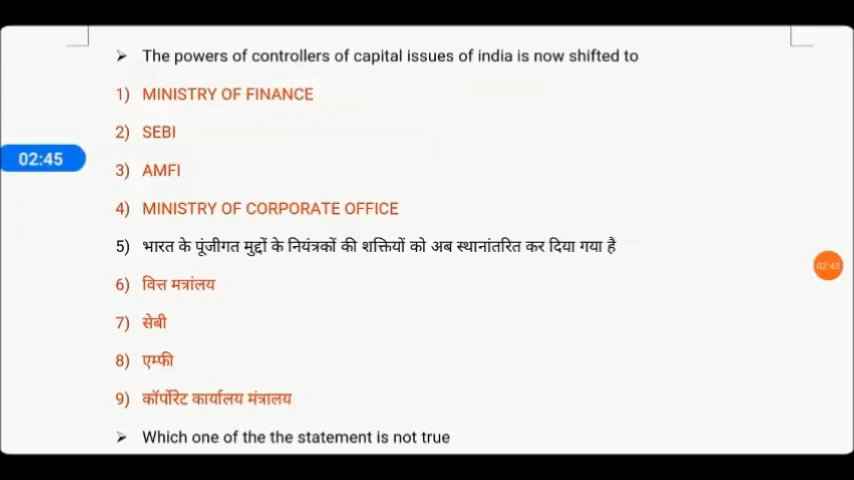 ➤ The powers of controllers of capital issues of india is now shifted to
1) MINISTRY OF FINANCE
2) SEBI
02:45
3) AMFI
4) MINISTRY OF CORPORATE OFFICE
5) भारत के पूंजीगत मुद्दों के नियंत्रकों की शक्तियों को अब स्थानांतरित कर दिया गया है
02:45
6) वित्त मत्रांलय
7) सेबी
8) एम्फी
9) कॉर्पोरेट कार्यालय मंत्रालय
➤ Which one of the the statement is not true